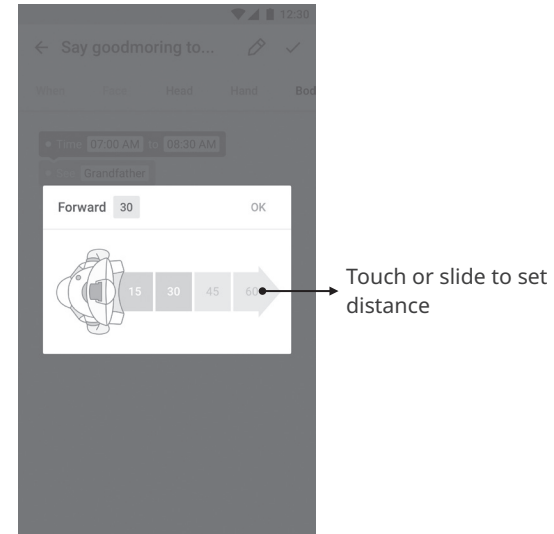 12:30
Say goodmoring to...
When Face Head Hand Bod
Time 07:00 AM to 08:30 AM
See Grandfather
Forward 30 OK
15 30 45 60
Touch or slide to set
distance